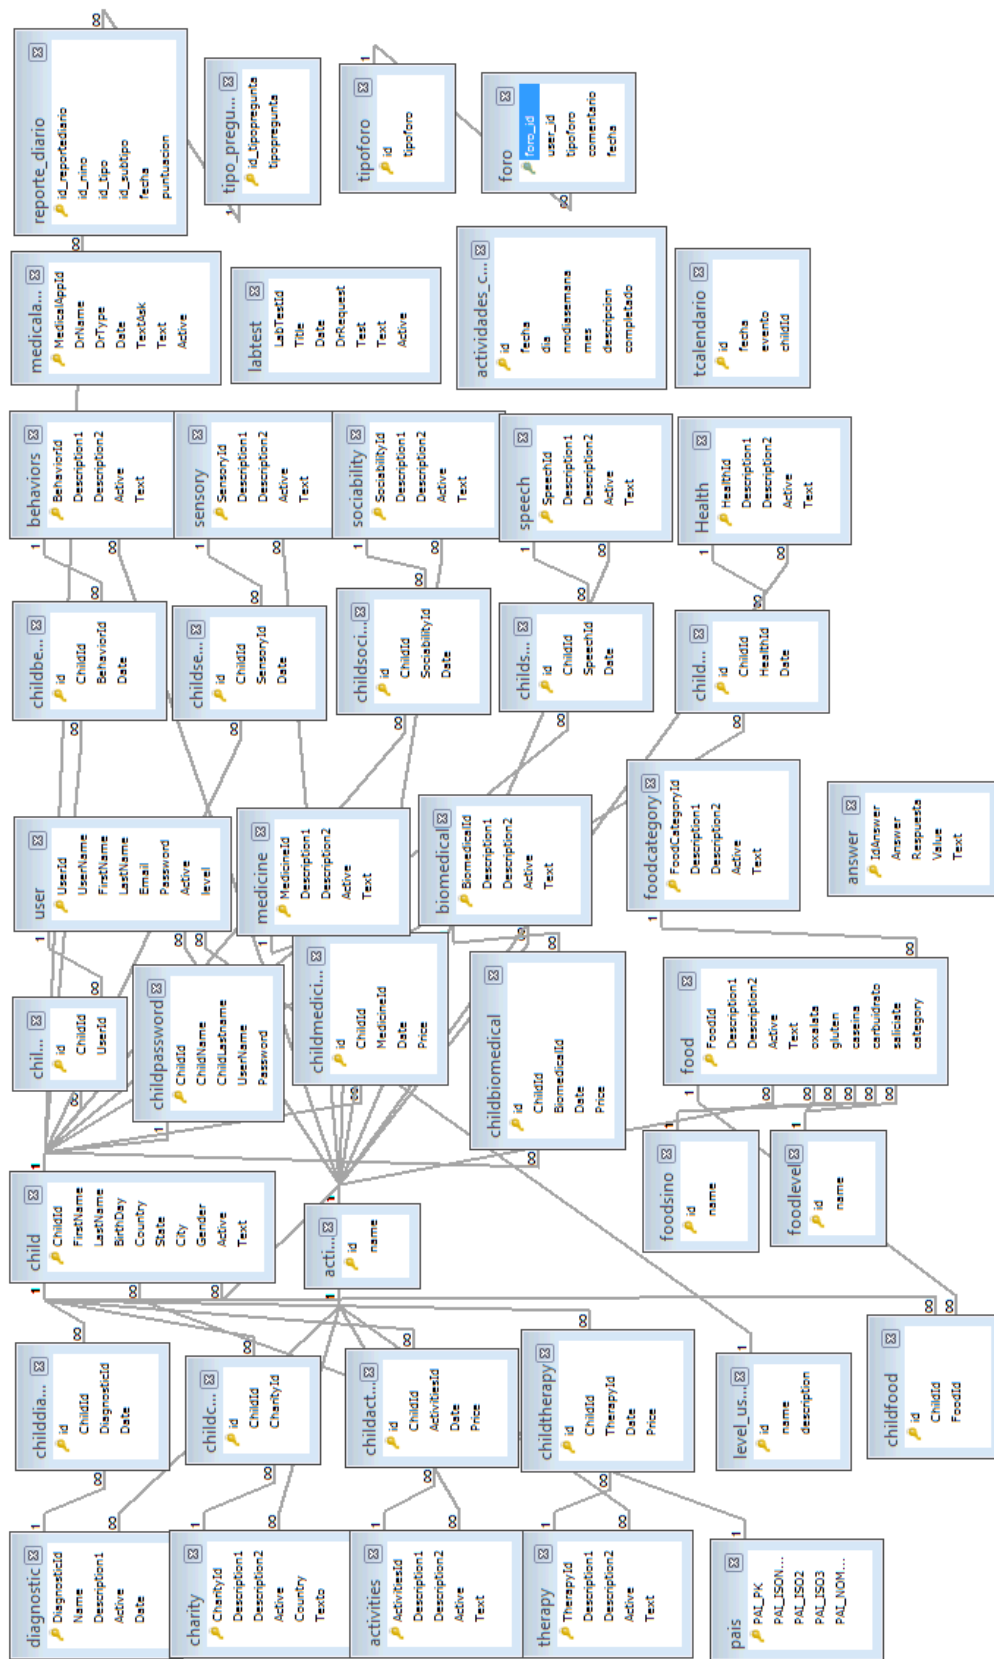 diagnostic
DiagnosticId
Name
Description1
Active
Date
childdia...
id
ChildId
DiagnosticId
Date
child
ChildId
FirstName
LastName
BirthDay
Country
State
City
Gender
Active
Text
chil...
id
ChildId
UserId
user
UserId
UserName
FirstName
LastName
Email
Password
Active
level
childbe...
id
ChildId
BehaviorId
Date
behaviors
BehaviorId
Description1
Description2
Active
Text
medicala...
MedicalAppId
DrName
DrType
Date
TextAsk
Text
Active
reporte_diario
id_reportediario
id_nino
id_tipo
id_subtipo
fecha
puntuacion
charity
CharityId
Description1
Description2
Active
Country
Texto
childc...
id
ChildId
CharityId
childpassword
ChildId
ChildName
ChildLastname
UserName
Password
childse...
id
ChildId
SensoryId
Date
sensory
SensoryId
Description1
Description2
Active
Text
labtest
LabTestId
Title
Date
DrRequest
Test
Text
Active
tipo_pregu...
id_tipopregunta
tipopregunta
activities
ActivitiesId
Description1
Description2
Active
Text
childact...
id
ChildId
ActivitiesId
Date
Price
acti...
id
name
childmedici...
id
ChildId
MedicineId
Date
Price
medicine
MedicineId
Description1
Description2
Active
Text
childsoci...
id
ChildId
SociabilityId
Date
sociability
SociabilityId
Description1
Description2
Active
Text
tipoforo
id
tipoforo
therapy
TherapyId
Description1
Description2
Active
Text
childtherapy
id
ChildId
TherapyId
Date
Price
childbiomedical
id
ChildId
BiomedicalId
Date
Price
biomedical
BiomedicalId
Description1
Description2
Active
Text
childs...
id
ChildId
SpeechId
Date
speech
SpeechId
Description1
Description2
Active
Text
actividades_c...
id
fecha
dia
nrodiasemana
mes
descripcion
completado
foro
foro_id
user_id
tipoforo
comentario
fecha
pais
PAI_PK
PAI_ISON...
PAI_ISO2
PAI_ISO3
PAI_NOM...
level_us...
id
name
description
foodsino
id
name
food
FoodId
Description1
Description2
Active
Text
oxalata
gluten
caseina
carbuidrato
saliciate
category
foodcategory
FoodCategoryId
Description1
Description2
Active
Text
child...
id
ChildId
HealthId
Date
Health
HealthId
Description1
Description2
Active
Text
tcalendario
id
fecha
evento
childId
foodlevel
id
name
childfood
id
ChildId
FoodId
answer
IdAnswer
Answer
Respuesta
Value
Text